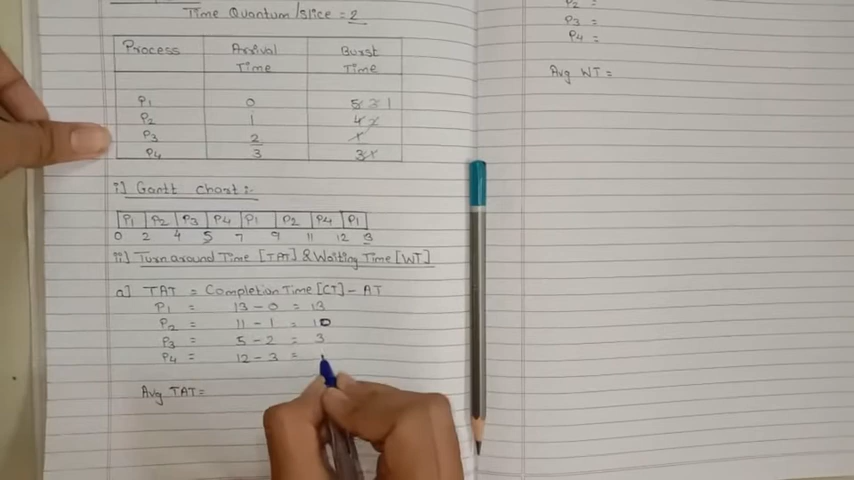 Time Quantum/slice = 2
Process Arrival Time Burst Time
P1 0 5 3 1
P2 1 4 2
P3 2 1
P4 3 3 1
i] Gantt chart :-
P1 P2 P3 P4 P1 P2 P4 P1
0 2 4 5 7 9 11 12 13
ii] Turn around Time [TAT] & Waiting Time [WT]
a] TAT = Completion Time [CT] - AT
P1 = 13 - 0 = 13
P2 = 11 - 1 = 10
P3 = 5 - 2 = 3
P4 = 12 - 3 =
Avg TAT =
P2 =
P3 =
P4 =
Avg WT =